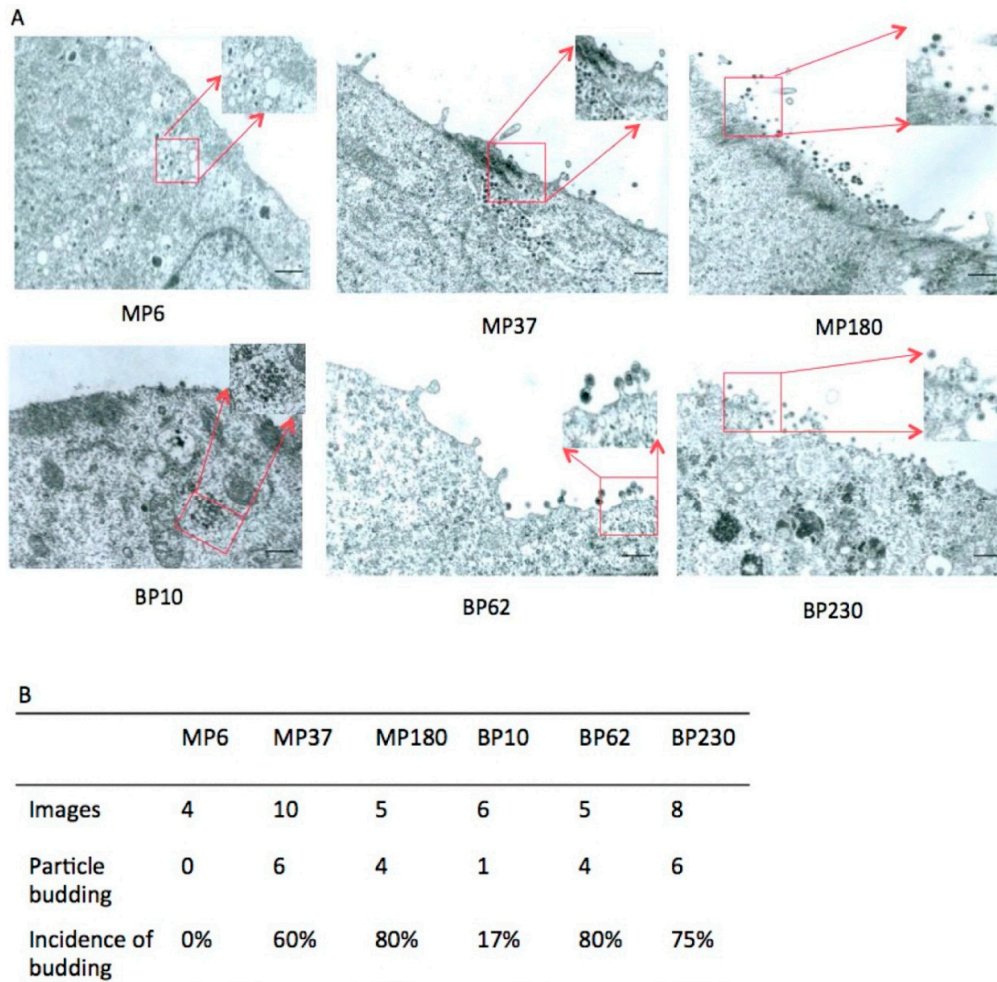 A
MP6
MP37
MP180
BP10
BP62
BP230
B
MP6 MP37 MP180 BP10 BP62 BP230
Images 4 10 5 6 5 8
Particle budding 0 6 4 1 4 6
Incidence of budding 0% 60% 80% 17% 80% 75%